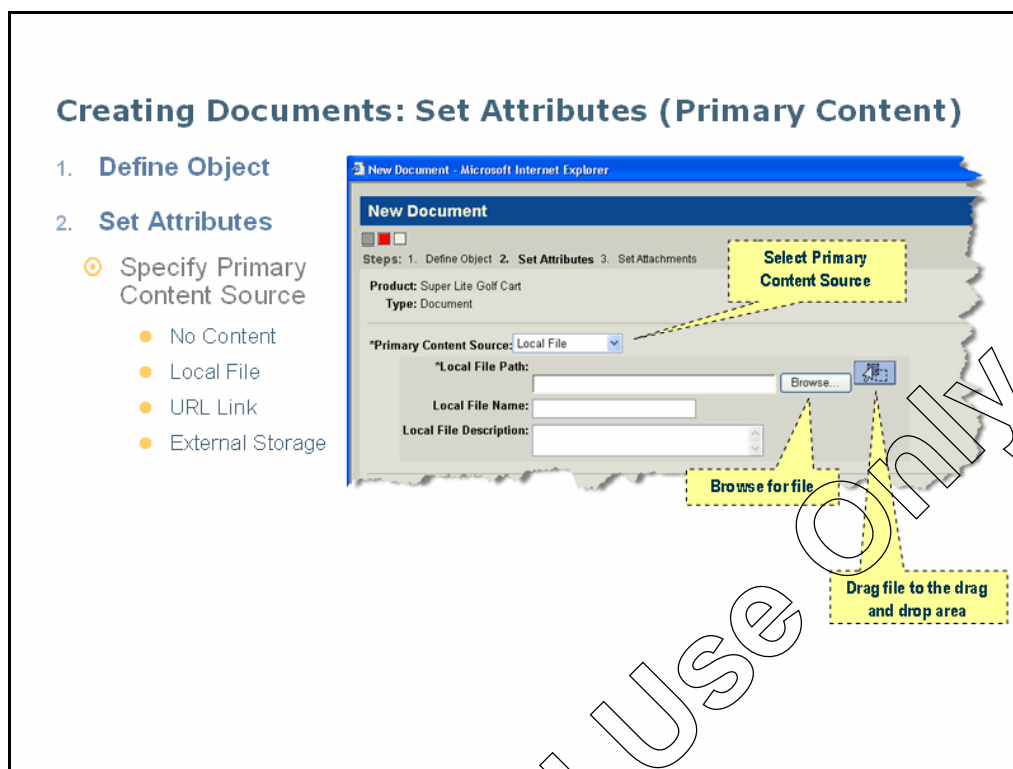 Creating Documents: Set Attributes (Primary Content)
1. Define Object
2. Set Attributes
Specify Primary
Content Source
No Content
Local File
URL Link
External Storage
New Document - Microsoft Internet Explorer
New Document
Steps: 1. Define Object 2. Set Attributes 3. Set Attachments
Product: Super Lite Golf Cart
Type: Document
Select Primary
Content Source
*Primary Content Source: Local File
*Local File Path:
Browse...
Local File Name:
Local File Description:
Browse for file
Drag file to the drag
and drop area
Use Only